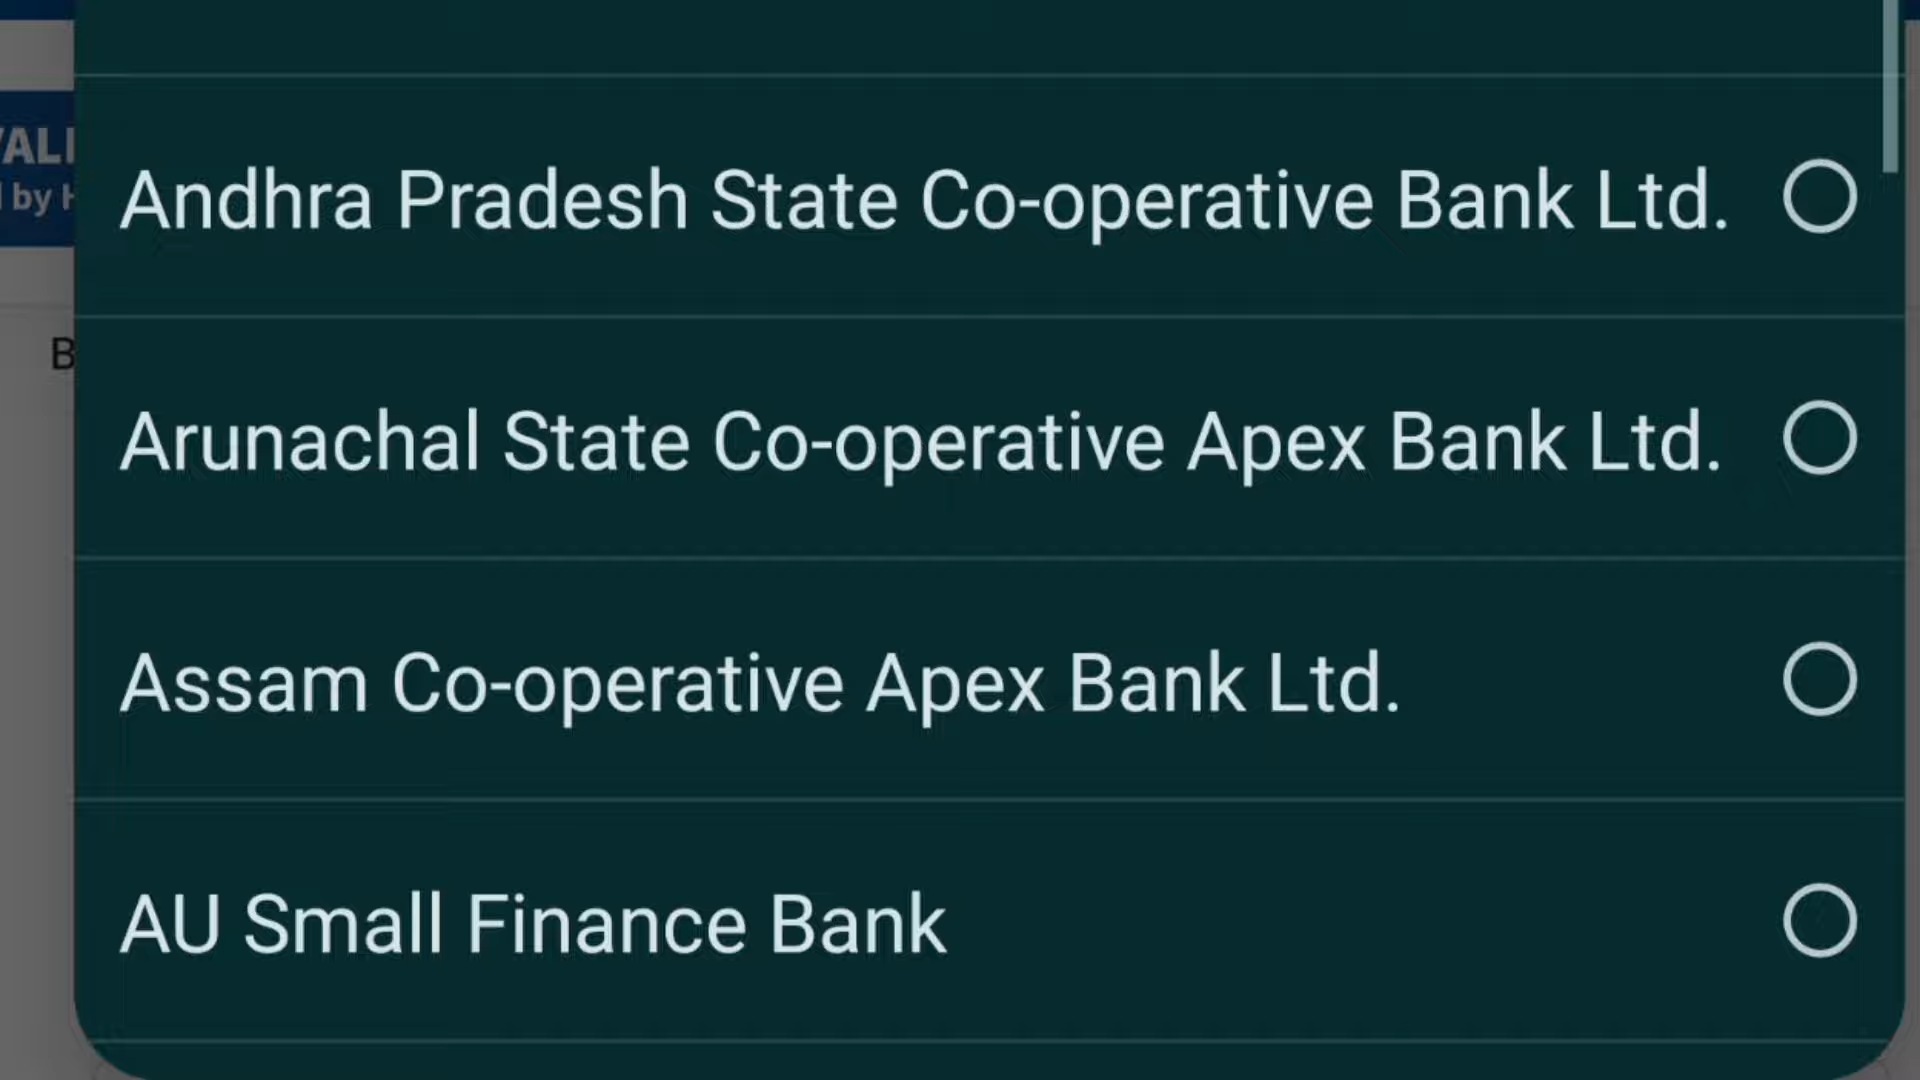 Andhra Pradesh State Co-operative Bank Ltd.
Arunachal State Co-operative Apex Bank Ltd.
Assam Co-operative Apex Bank Ltd.
AU Small Finance Bank